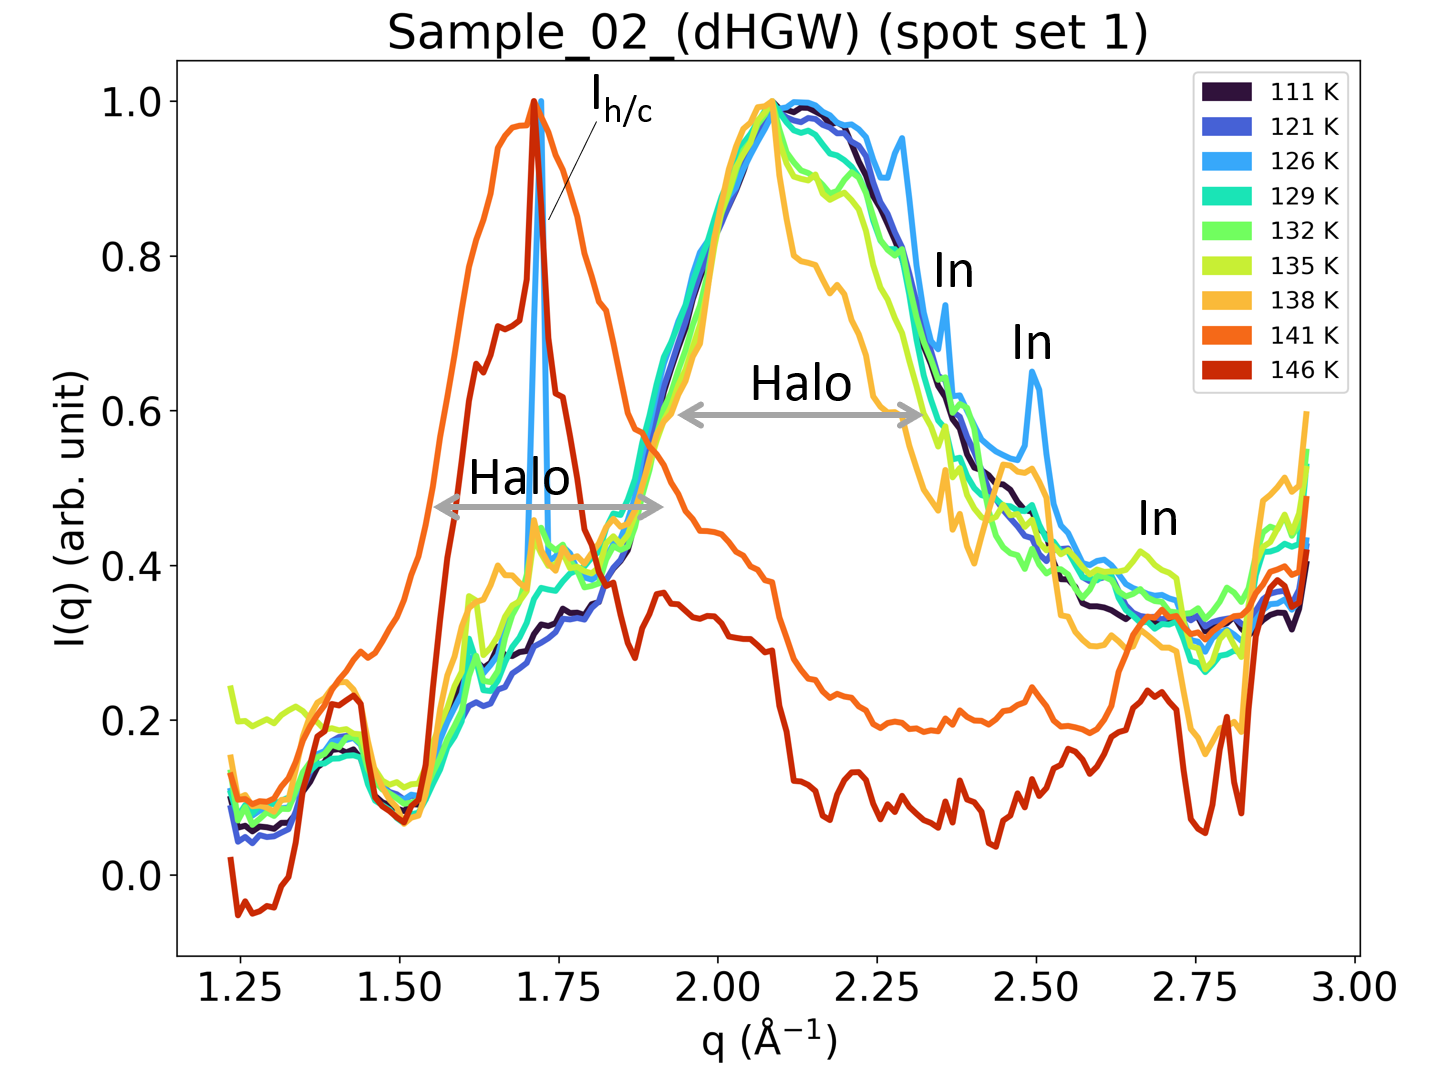 Sample_02_(dHGW) (spot set 1)
I(q) (arb. unit)
1.0
0.8
0.6
0.4
0.2
0.0
I_h/c
Halo
Halo
In
In
In
111 K
121 K
126 K
129 K
132 K
135 K
138 K
141 K
146 K
1.25 1.50 1.75 2.00 2.25 2.50 2.75 3.00
q (Å⁻¹)